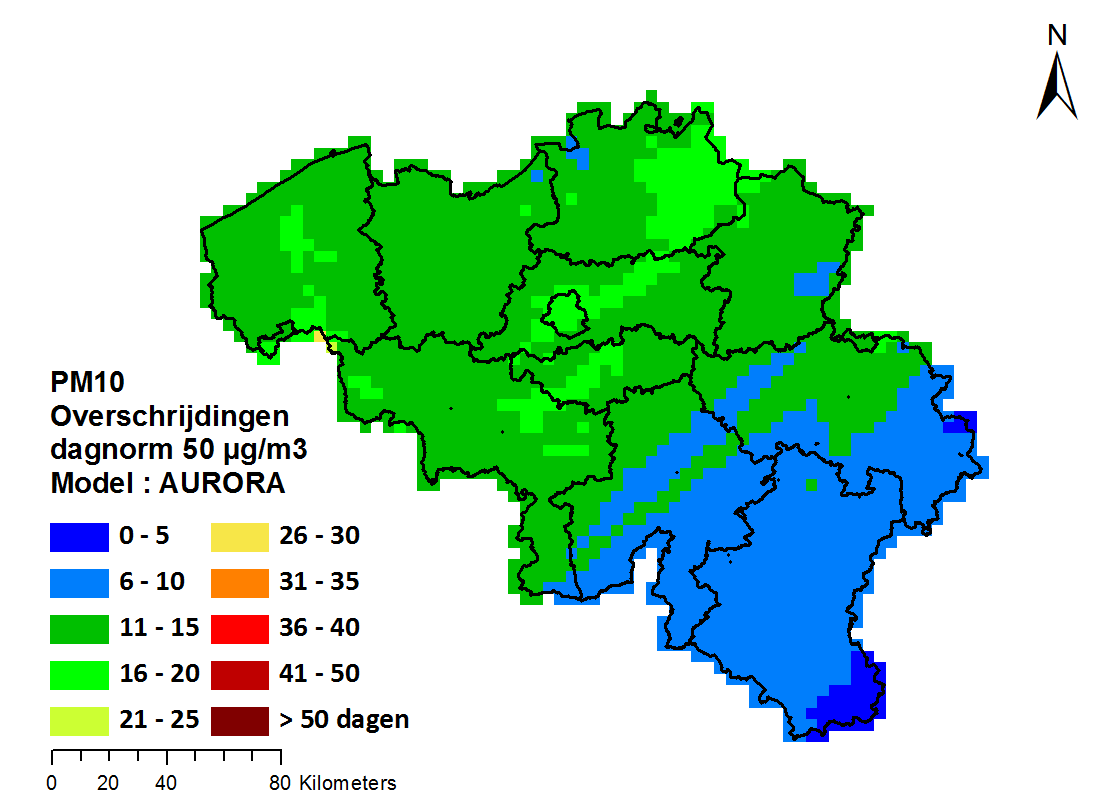 N
PM10
Overschrijdingen
dagnorm 50 µg/m3
Model : AURORA
0 - 5
26 - 30
6 - 10
31 - 35
11 - 15
36 - 40
16 - 20
41 - 50
21 - 25
> 50 dagen
0 20 40 80 Kilometers